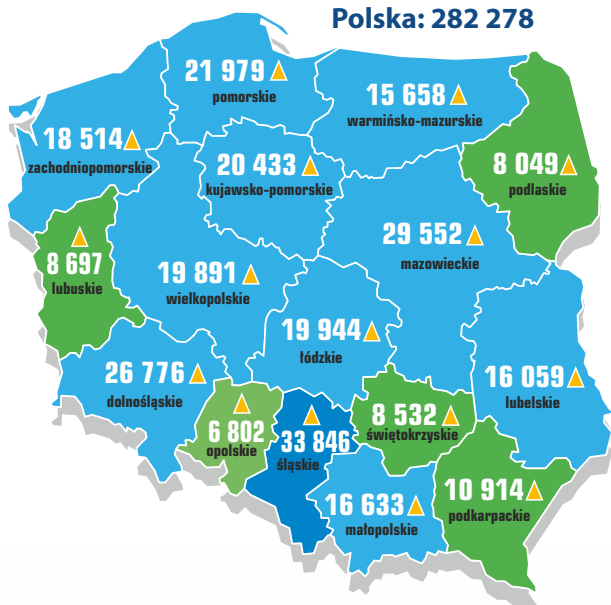 Polska: 282 278
21 979
pomorskie
15 658
warmińsko-mazurskie
18 514
zachodniopomorskie
20 433
kujawsko-pomorskie
8 049
podlaskie
29 552
mazowieckie
8 697
lubuskie
19 891
wielkopolskie
19 944
łódzkie
26 776
dolnośląskie
16 059
lubelskie
6 802
opolskie
33 846
śląskie
8 532
świętokrzyskie
16 633
małopolskie
10 914
podkarpackie